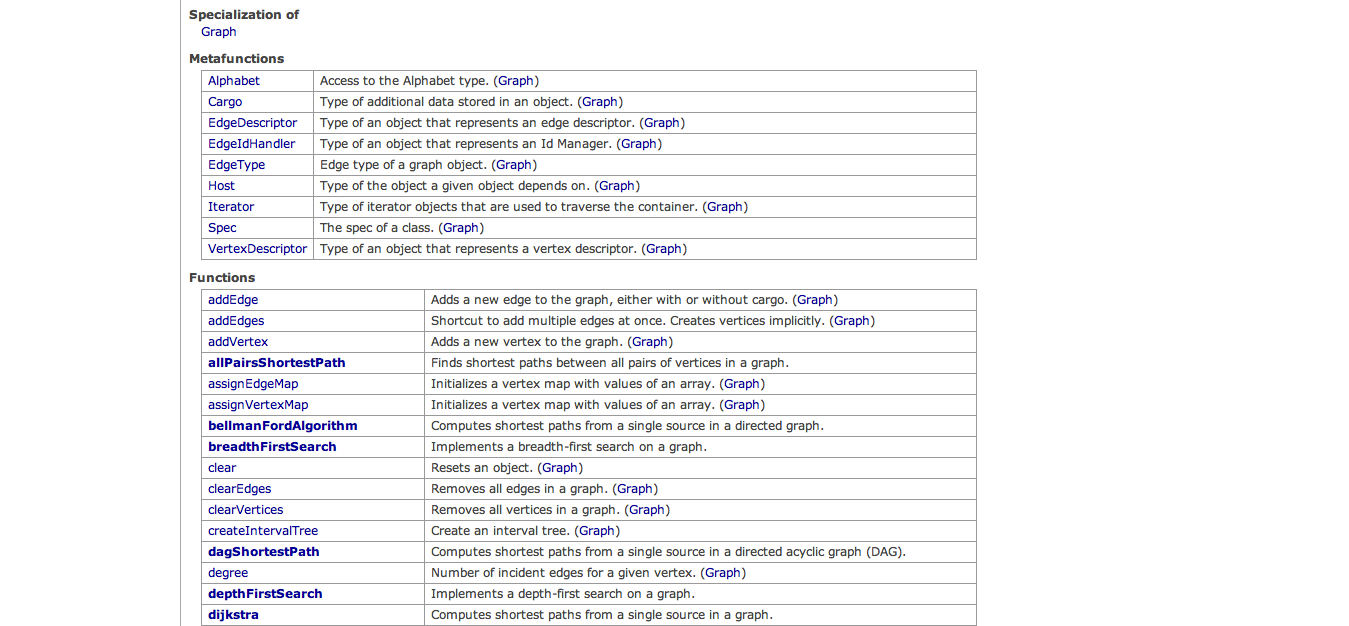 Specialization of
Graph
Metafunctions
Alphabet Access to the Alphabet type. (Graph)
Cargo Type of additional data stored in an object. (Graph)
EdgeDescriptor Type of an object that represents an edge descriptor. (Graph)
EdgeIdHandler Type of an object that represents an Id Manager. (Graph)
EdgeType Edge type of a graph object. (Graph)
Host Type of the object a given object depends on. (Graph)
Iterator Type of iterator objects that are used to traverse the container. (Graph)
Spec The spec of a class. (Graph)
VertexDescriptor Type of an object that represents a vertex descriptor. (Graph)
Functions
addEdge Adds a new edge to the graph, either with or without cargo. (Graph)
addEdges Shortcut to add multiple edges at once. Creates vertices implicitly. (Graph)
addVertex Adds a new vertex to the graph. (Graph)
allPairsShortestPath Finds shortest paths between all pairs of vertices in a graph.
assignEdgeMap Initializes a vertex map with values of an array. (Graph)
assignVertexMap Initializes a vertex map with values of an array. (Graph)
bellmanFordAlgorithm Computes shortest paths from a single source in a directed graph.
breadthFirstSearch Implements a breadth-first search on a graph.
clear Resets an object. (Graph)
clearEdges Removes all edges in a graph. (Graph)
clearVertices Removes all vertices in a graph. (Graph)
createIntervalTree Create an interval tree. (Graph)
dagShortestPath Computes shortest paths from a single source in a directed acyclic graph (DAG).
degree Number of incident edges for a given vertex. (Graph)
depthFirstSearch Implements a depth-first search on a graph.
dijkstra Computes shortest paths from a single source in a graph.